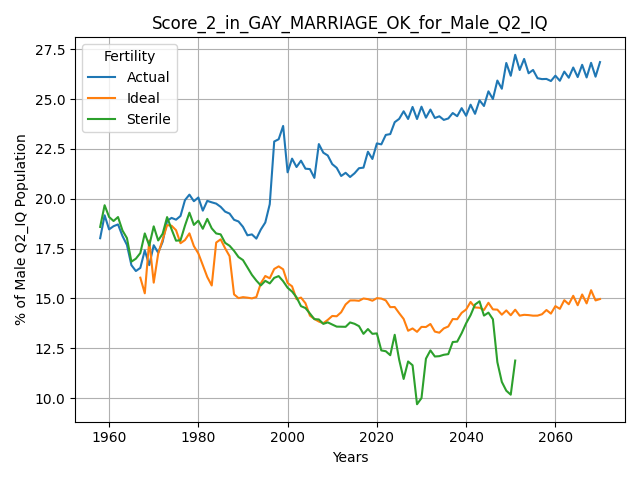 Score_2_in_GAY_MARRIAGE_OK_for_Male_Q2_IQ
Fertility
Actual
Ideal
Sterile
% of Male Q2_IQ Population
27.5
25.0
22.5
20.0
17.5
15.0
12.5
10.0
1960 1980 2000 2020 2040 2060
Years